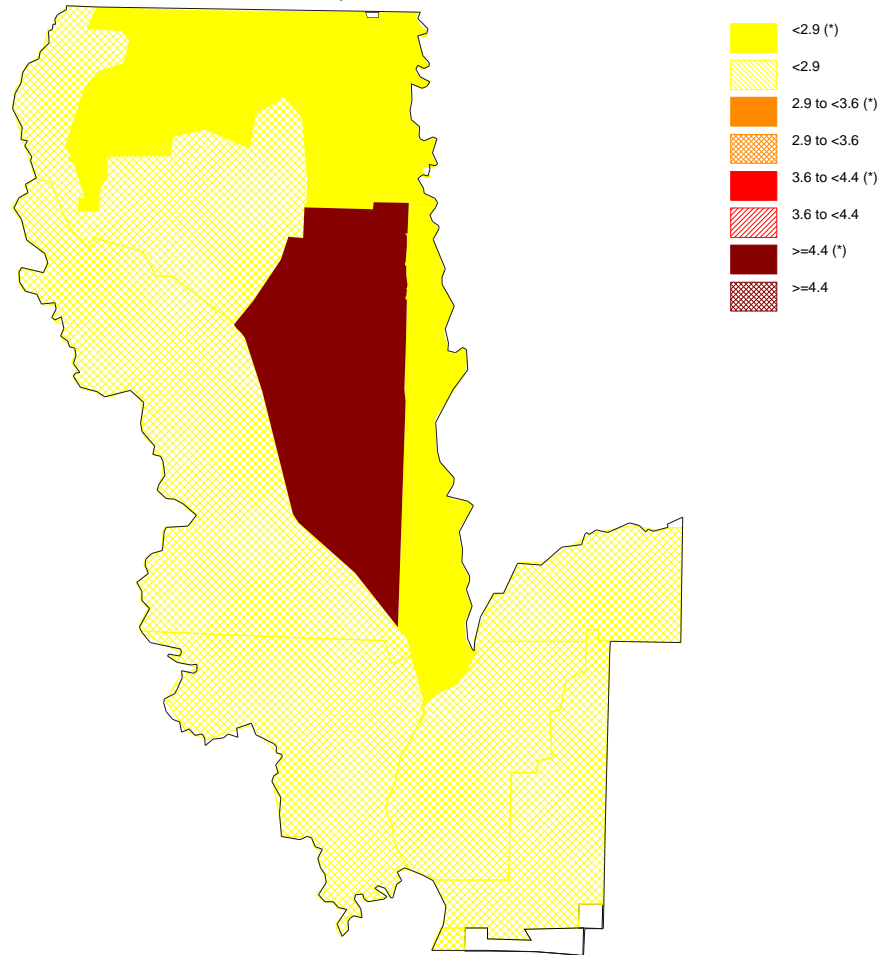 <2.9 (*)
<2.9
2.9 to <3.6 (*)
2.9 to <3.6
3.6 to <4.4 (*)
3.6 to <4.4
>=4.4 (*)
>=4.4